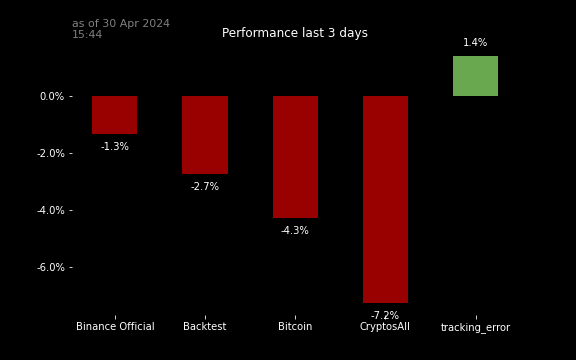 as of 30 Apr 2024
15:44
Performance last 3 days
1.4%
0.0%
-1.3%
-2.0%
-2.7%
-4.0%
-4.3%
-6.0%
-7.2%
Binance Official
Backtest
Bitcoin
CryptosAll
tracking_error